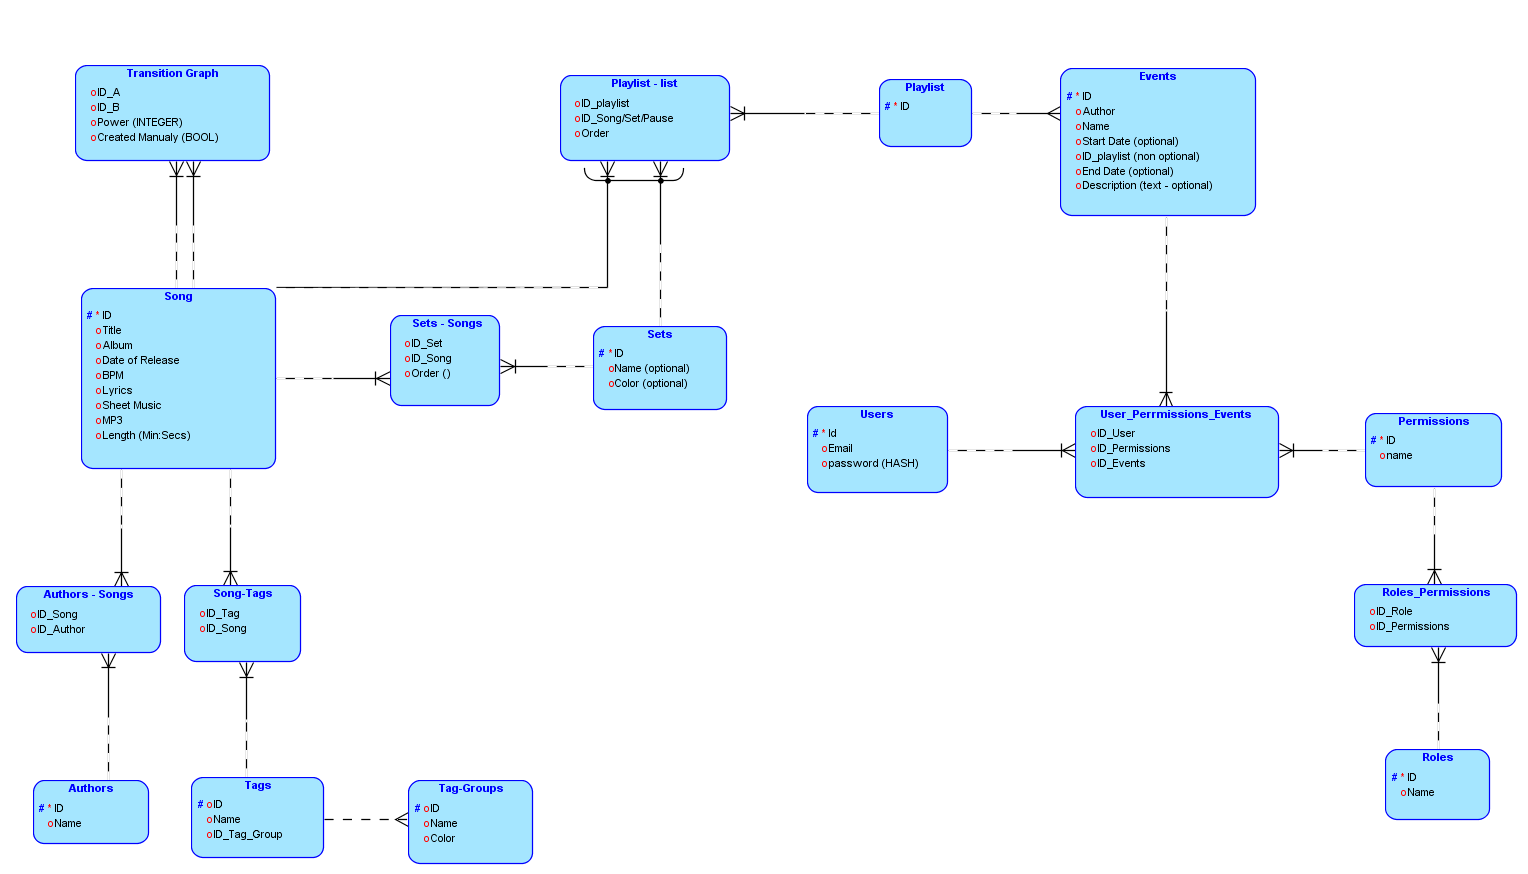 Transition Graph
ID_A
ID_B
Power (INTEGER)
Created Manualy (BOOL)
Playlist - list
ID_playlist
ID_Song/Set/Pause
Order
Playlist
# * ID
Events
# * ID
Author
Name
Start Date (optional)
ID_playlist (non optional)
End Date (optional)
Description (text - optional)
Song
# * ID
Title
Album
Date of Release
BPM
Lyrics
Sheet Music
MP3
Length (Min:Secs)
Sets - Songs
ID_Set
ID_Song
Order ()
Sets
# * ID
Name (optional)
Color (optional)
Users
# * Id
Email
password (HASH)
User_Perrmissions_Events
ID_User
ID_Permissions
ID_Events
Permissions
# * ID
name
Authors - Songs
ID_Song
ID_Author
Song-Tags
ID_Tag
ID_Song
Roles_Permissions
ID_Role
ID_Permissions
Authors
# * ID
Name
Tags
# o ID
Name
ID_Tag_Group
Tag-Groups
# o ID
Name
Color
Roles
# * ID
Name